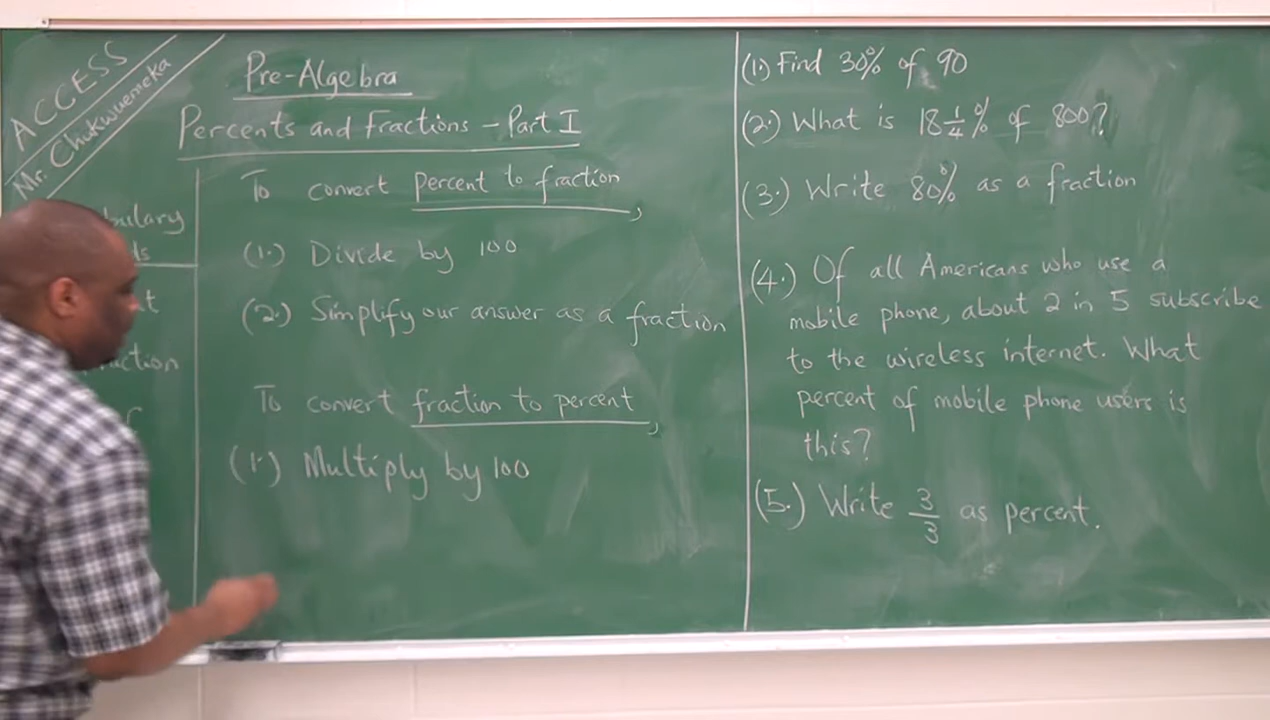 ACCESS
Mr. Chukwuemeka
Pre-Algebra
Percents and Fractions - Part I
To convert percent to fraction,
(1.) Divide by 100
(2.) Simplify our answer as a fraction
To convert fraction to percent,
(1.) Multiply by 100
(1.) Find 30% of 90
(2.) What is 18 1/4 % of 800?
(3.) Write 80% as a fraction
(4.) Of all Americans who use a
mobile phone, about 2 in 5 subscribe
to the wireless internet. What
percent of mobile phone users is
this?
(5.) Write 3/3 as percent.